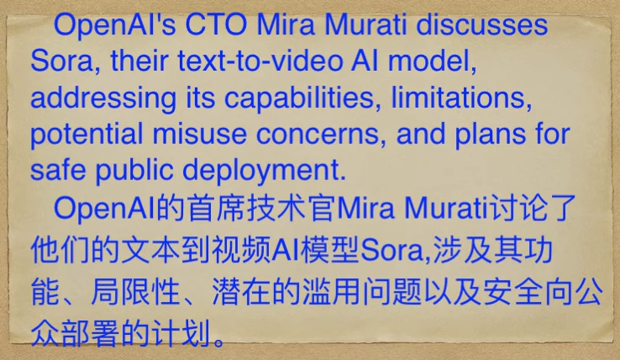 OpenAI's CTO Mira Murati discusses
Sora, their text-to-video AI model,
addressing its capabilities, limitations,
potential misuse concerns, and plans for
safe public deployment.
OpenAI的首席技术官Mira Murati讨论了
他们的文本到视频AI模型Sora,涉及其功
能、局限性、潜在的滥用问题以及安全向公
众部署的计划。